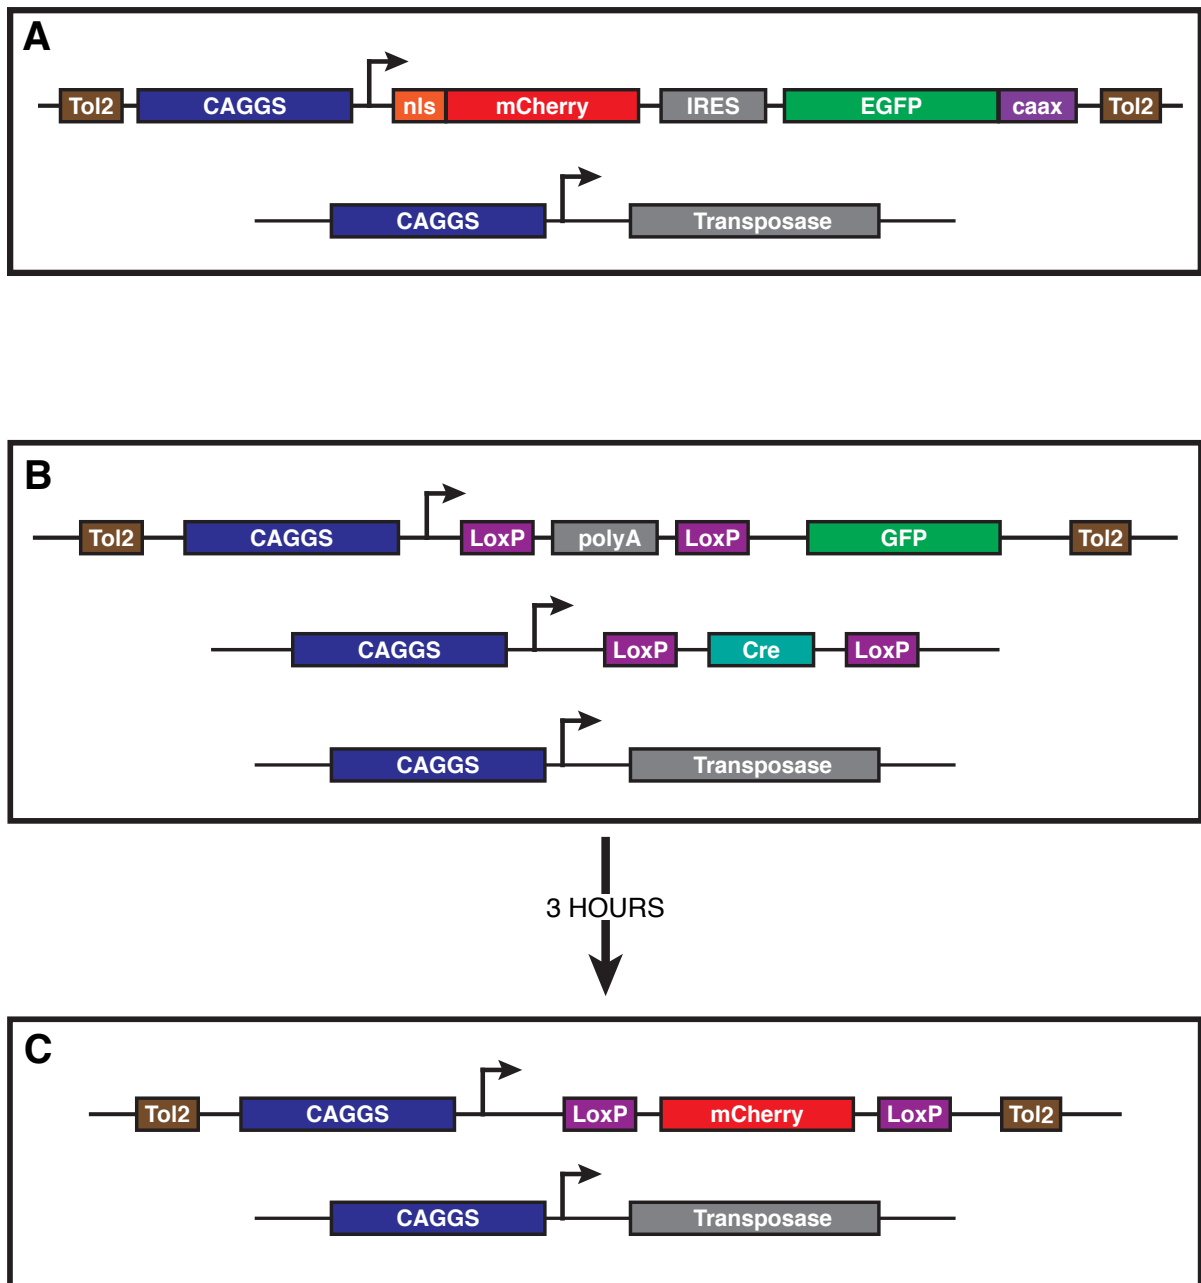 A
Tol2 CAGGS nls mCherry IRES EGFP caax Tol2
CAGGS Transposase
B
Tol2 CAGGS LoxP polyA LoxP GFP Tol2
CAGGS LoxP Cre LoxP
CAGGS Transposase
3 HOURS
C
Tol2 CAGGS LoxP mCherry LoxP Tol2
CAGGS Transposase